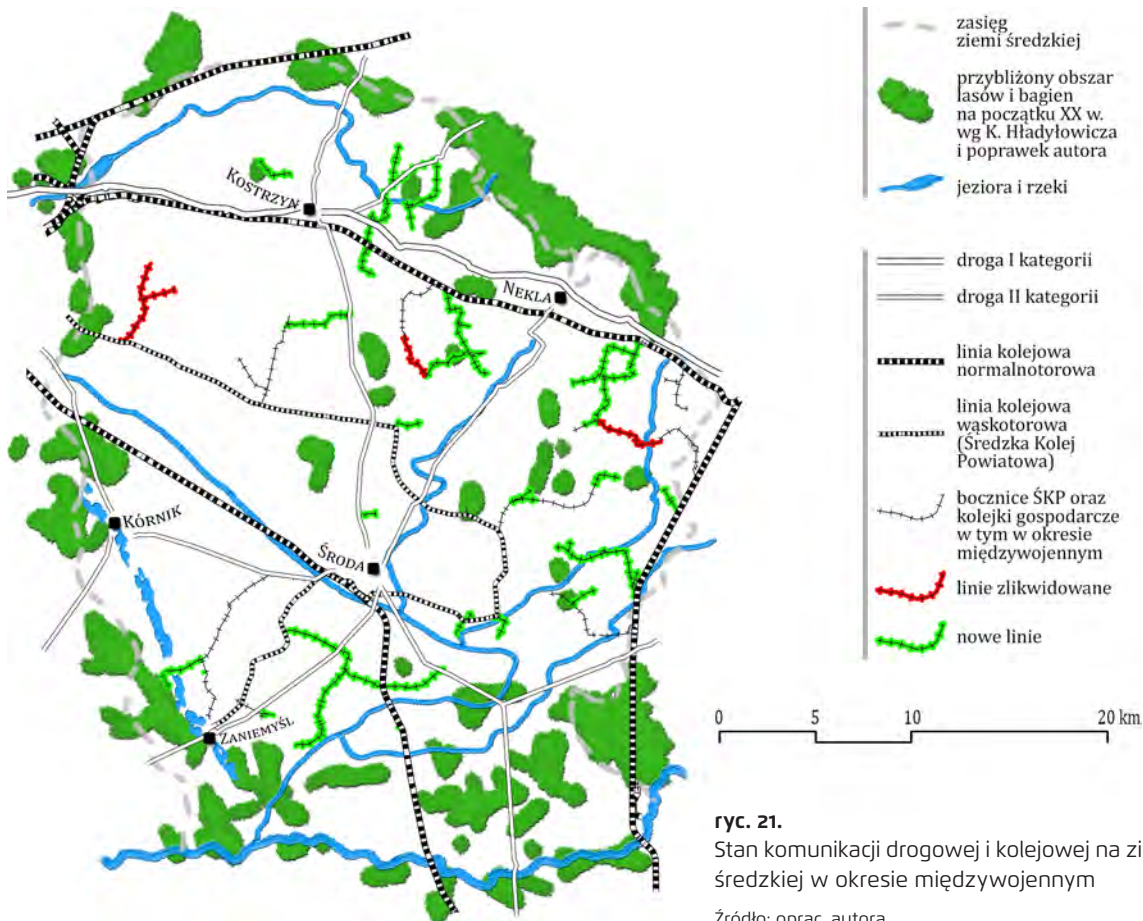 Kostrzyn
Nekla
Kórnik
Środa
Zaniemyśl
zasięg
ziemi średzkiej
przybliżony obszar
lasów i bagien
na początku XX w.
wg K. Hładyłowicza
i poprawek autora
jeziora i rzeki
droga I kategorii
droga II kategorii
linia kolejowa
normalnotorowa
linia kolejowa
wąskotorowa
(Średzka Kolej
Powiatowa)
bocznice ŚKP oraz
kolejki gospodarcze
w tym w okresie
międzywojennym
linie zlikwidowane
nowe linie
0 5 10 20 km
ryc. 21.
Stan komunikacji drogowej i kolejowej na zi
średzkiej w okresie międzywojennym
Źródło: oprac. autora